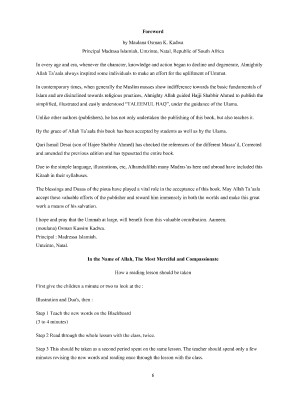 Foreword
by Maulana Osman K. Kadwa
Principal Madrasa Islamiah, Umzinto, Natal, Republic of South Africa
In every age and era, whenever the character, knowledge and action began to decline and degenerate, Almighty
Allah Ta'aala always inspired some individuals to make an effort for the upliftment of Ummat.
In contemporary times, when generally the Muslim masses show indifference towards the basic fundamentals of
Islam and are disinclined towards religious practices, Almighty Allah guided Hajji Shabbir Ahmed to publish the
simplified, illustrated and easily understood "TALEEMUL HAQ", under the guidance of the Ulama.
Unlike other authors (publishers), he has not only undertaken the publishing of this book, but also teaches it.
By the grace of Allah Ta'aala this book has been accepted by students as well as by the Ulama.
Qari Ismail Desai (son of Hajee Shabbir Ahmed) has checked the references of the different Masaa'il, Corrected
and amended the previous edition and has typesetted the entire book.
Due to the simple language, illustrations, etc, Alhamdulillah many Madras'as here and abroad have included this
Kitaab in their syllabuses.
The blessings and Duaas of the pious have played a vital role in the acceptance of this book. May Allah Ta'aala
accept these valuable efforts of the publisher and reward him immensely in both the worlds and make this great
work a means of his salvation.
I hope and pray that the Ummah at large, will benefit from this valuable contribution. Aameen.
(maulana) Osman Kassim Kadwa.
Principal : Madressa Islamiah.
Umzinto, Natal.
In the Name of Allah, The Most Merciful and Compassionate
How a reading lesson should be taken
First give the children a minute or two to look at the :
Illustration and Dua's, then :
Step 1 Teach the new words on the Blackboard
(3 to 4 minutes)
Step 2 Read through the whole lesson with the class, twice.
Step 3 This should be taken as a second period spent on the same lesson. The teacher should spend only a few
minutes revising the new words and reading once through the lesson with the class.